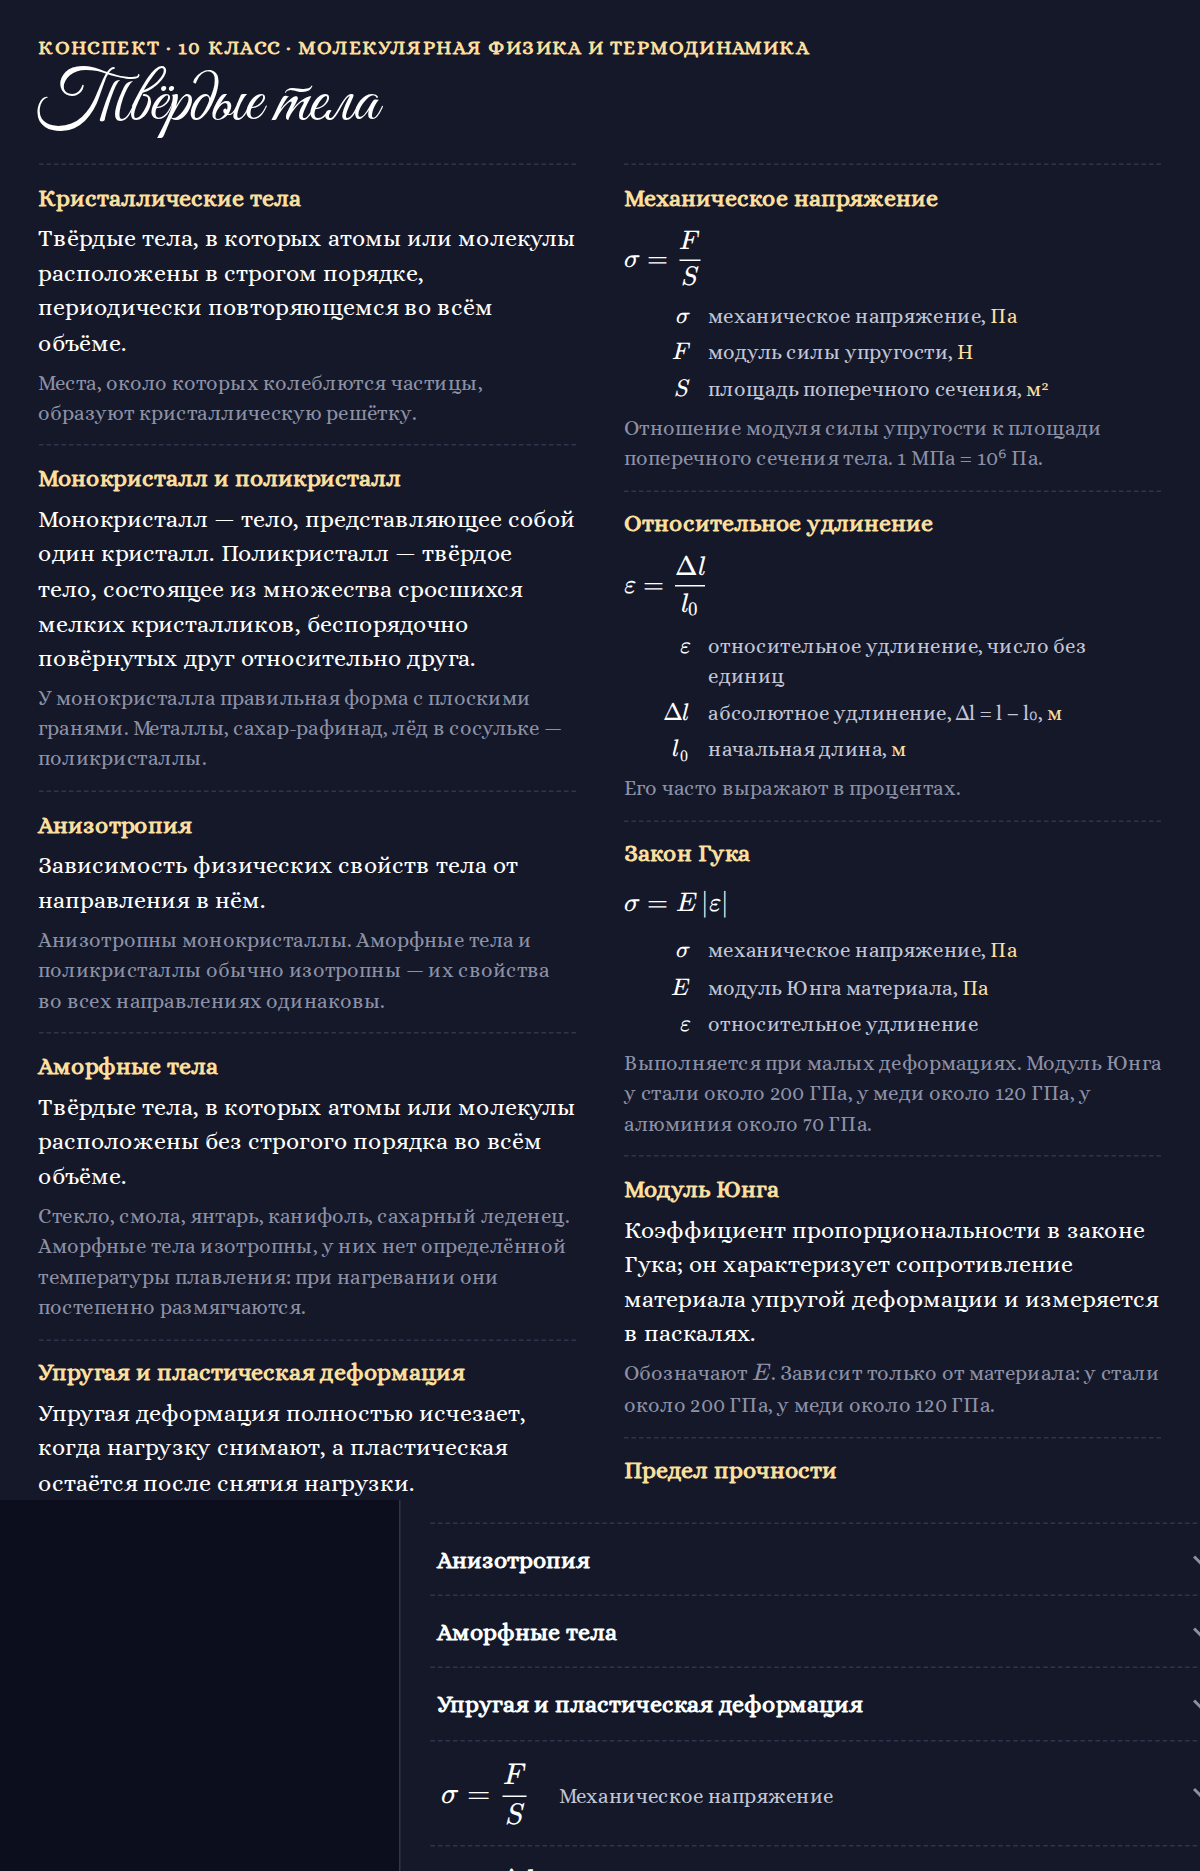 КОНСПЕКТ · 10 КЛАСС · МОЛЕКУЛЯРНАЯ ФИЗИКА И ТЕРМОДИНАМИКА
Твёрдые тела
Кристаллические тела
Твёрдые тела, в которых атомы или молекулы
расположены в строгом порядке,
периодически повторяющемся во всём
объёме.
Места, около которых колеблются частицы,
образуют кристаллическую решётку.
Монокристалл и поликристалл
Монокристалл — тело, представляющее собой
один кристалл. Поликристалл — твёрдое
тело, состоящее из множества сросшихся
мелких кристалликов, беспорядочно
повёрнутых друг относительно друга.
У монокристалла правильная форма с плоскими
гранями. Металлы, сахар-рафинад, лёд в сосульке —
поликристаллы.
Анизотропия
Зависимость физических свойств тела от
направления в нём.
Анизотропны монокристаллы. Аморфные тела и
поликристаллы обычно изотропны — их свойства
во всех направлениях одинаковы.
Аморфные тела
Твёрдые тела, в которых атомы или молекулы
расположены без строгого порядка во всём
объёме.
Стекло, смола, янтарь, канифоль, сахарный леденец.
Аморфные тела изотропны, у них нет определённой
температуры плавления: при нагревании они
постепенно размягчаются.
Упругая и пластическая деформация
Упругая деформация полностью исчезает,
когда нагрузку снимают, а пластическая
остаётся после снятия нагрузки.
Механическое напряжение
σ = F/S
σ механическое напряжение, Па
F модуль силы упругости, Н
S площадь поперечного сечения, м²
Отношение модуля силы упругости к площади
поперечного сечения тела. 1 МПа = 10⁶ Па.
Относительное удлинение
ε = Δl/l₀
ε относительное удлинение, число без
единиц
Δl абсолютное удлинение, Δl = l – l₀, м
l₀ начальная длина, м
Его часто выражают в процентах.
Закон Гука
σ = E |ε|
σ механическое напряжение, Па
E модуль Юнга материала, Па
ε относительное удлинение
Выполняется при малых деформациях. Модуль Юнга
у стали около 200 ГПа, у меди около 120 ГПа, у
алюминия около 70 ГПа.
Модуль Юнга
Коэффициент пропорциональности в законе
Гука; он характеризует сопротивление
материала упругой деформации и измеряется
в паскалях.
Обозначают E. Зависит только от материала: у стали
около 200 ГПа, у меди около 120 ГПа.
Предел прочности
Анизотропия
Аморфные тела
Упругая и пластическая деформация
σ = F/S Механическое напряжение